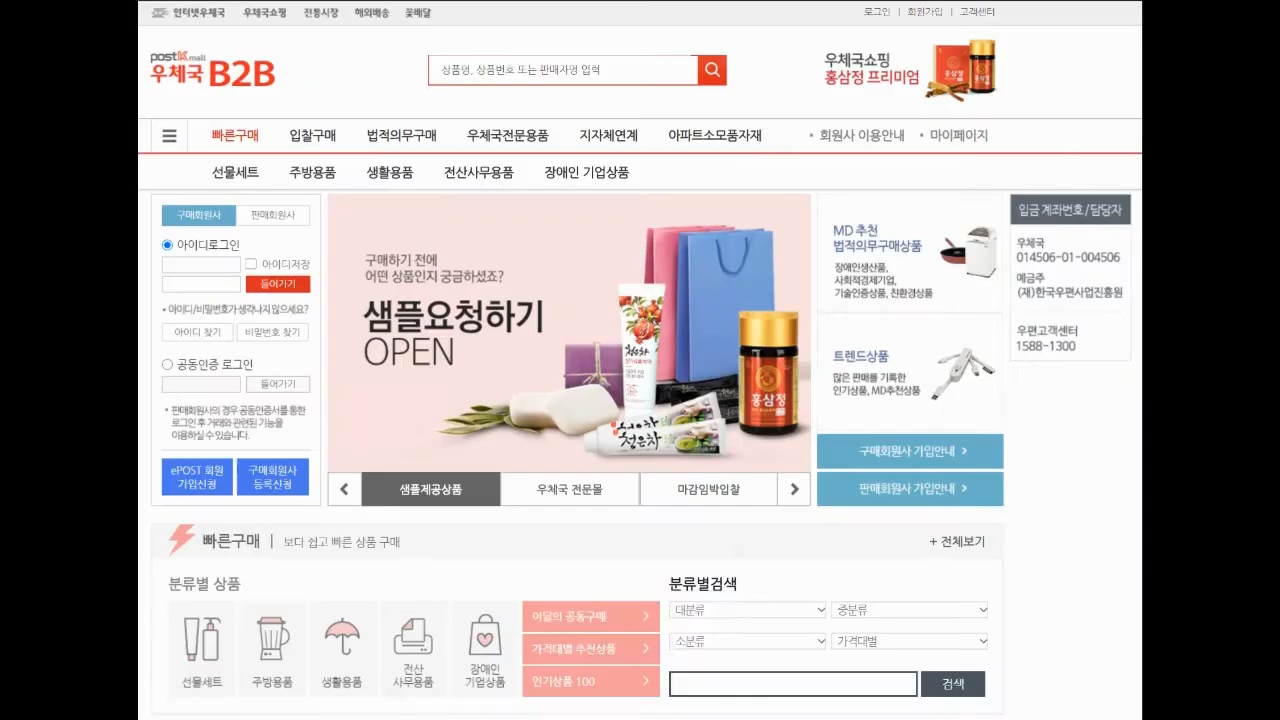 인터넷우체국 우체국쇼핑 전통시장 해외배송 꽃배달
로그인 | 회원가입 | 고객센터
postK.mall
우체국 B2B
상품명, 상품번호 또는 판매자명 입력
우체국쇼핑
홍삼정 프리미엄
홍삼정
빠른구매 입찰구매 법적의무구매 우체국전문용품 지자체연계 아파트소모품자재
• 회원사 이용안내 • 마이페이지
선물세트 주방용품 생활용품 전산사무용품 장애인 기업상품
구매회원사 판매회원사
아이디로그인
아이디저장
들어가기
• 아이디/비밀번호가 생각나지 않으세요?
아이디 찾기 비밀번호 찾기
공동인증 로그인
들어가기
• 판매회원사의 경우 공동인증서를 통한
로그인 후 거래와 관련된 기능을
이용하실 수 있습니다.
ePOST 회원
가입신청
구매회원사
등록신청
구매하기 전에
어떤 상품인지 궁금하셨죠?
샘플요청하기
OPEN
청은차
홍삼정
청은차
청은차
샘플제공상품 우체국 전문몰 마감임박입찰
MD 추천
법적의무구매상품
장애인생산품,
사회적경제기업,
기술인증상품, 친환경상품
트렌드상품
많은 판매를 기록한
인기상품, MD추천상품
구매회원사 가입안내 >
판매회원사 가입안내 >
입금 계좌번호/담당자
우체국
014506-01-004506
예금주
(재)한국우편사업진흥원
우편고객센터
1588-1300
빠른구매 | 보다 쉽고 빠른 상품 구매
+ 전체보기
분류별 상품
선물세트
주방용품
생활용품
전산
사무용품
장애인
기업상품
이달의 공동구매 >
가격대별 추천상품 >
인기상품 100 >
분류별검색
대분류 중분류
소분류 가격대별
검색